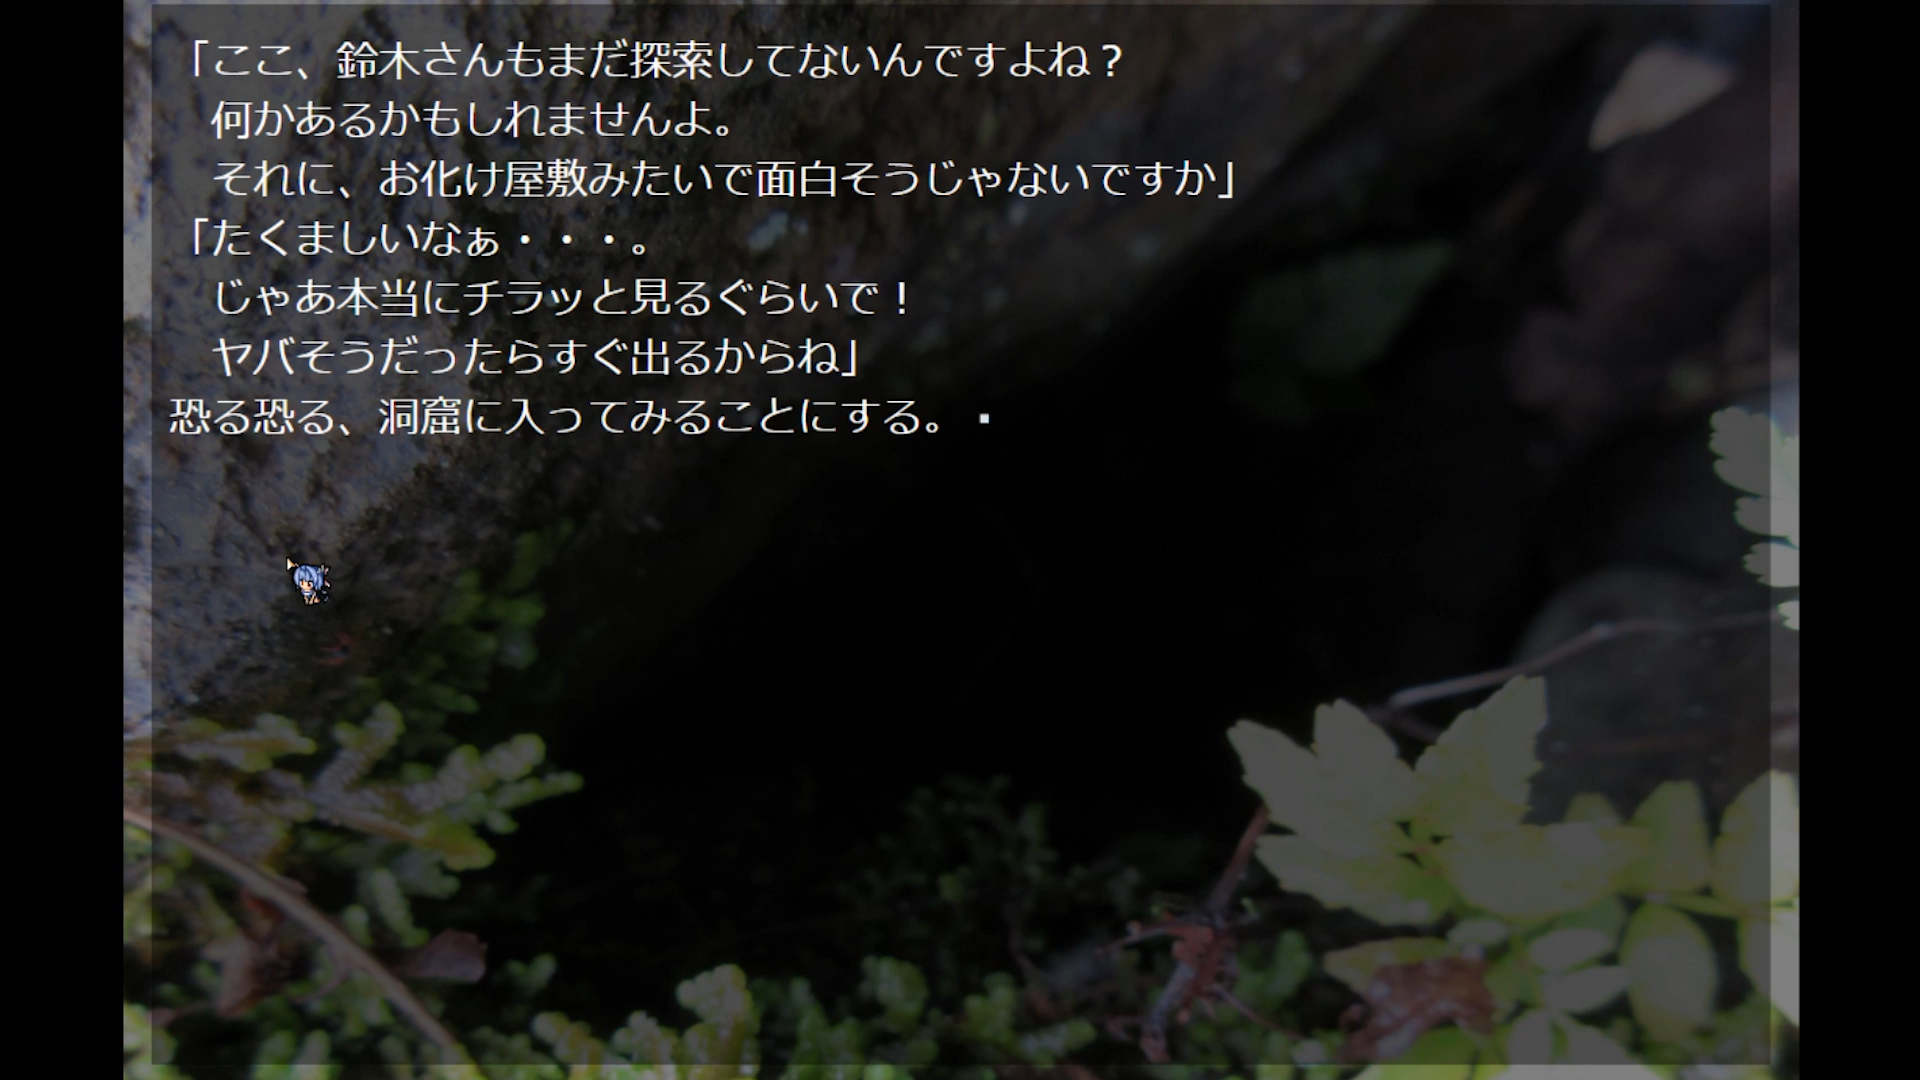 「ここ、鈴木さんもまだ探索してないんですよね？
何かあるかもしれませんよ。
それに、お化け屋敷みたいで面白そうじゃないですか」
「たくましいなぁ・・・。
じゃあ本当にチラッと見るぐらいで！
ヤバそうだったらすぐ出るからね」
恐る恐る、洞窟に入ってみることにする。